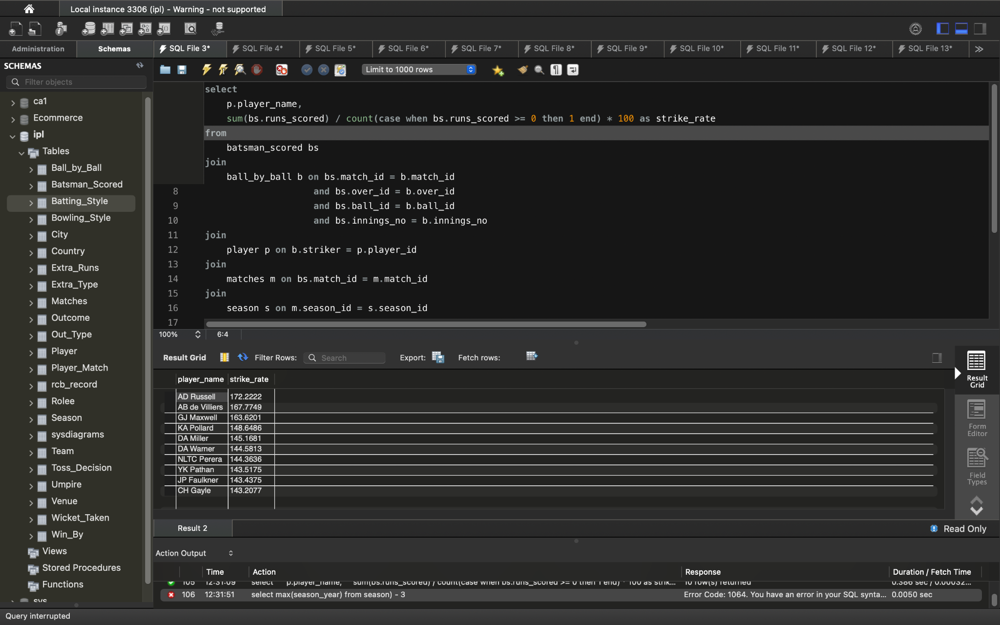 Local instance 3306 (ipl) - Warning - not supported
Administration
Schemas
SQL File 3*
SQL File 4*
SQL File 5*
SQL File 6*
SQL File 7*
SQL File 8*
SQL File 9*
SQL File 10*
SQL File 11*
SQL File 12*
SQL File 13*
SCHEMAS
Filter objects
ca1
Ecommerce
ipl
Tables
Ball_by_Ball
Batsman_Scored
Batting_Style
Bowling_Style
City
Country
Extra_Runs
Extra_Type
Matches
Outcome
Out_Type
Player
Player_Match
rcb_record
Rolee
Season
sysdiagrams
Team
Toss_Decision
Umpire
Venue
Wicket_Taken
Win_By
Views
Stored Procedures
Functions
sys
Limit to 1000 rows
select
p.player_name,
sum(bs.runs_scored) / count(case when bs.runs_scored >= 0 then 1 end) * 100 as strike_rate
from
batsman_scored bs
join
ball_by_ball b on bs.match_id = b.match_id
8 and bs.over_id = b.over_id
9 and bs.ball_id = b.ball_id
10 and bs.innings_no = b.innings_no
11 join
12 player p on b.striker = p.player_id
13 join
14 matches m on bs.match_id = m.match_id
15 join
16 season s on m.season_id = s.season_id
17
100% 6:4
Result Grid Filter Rows: Search Export: Fetch rows:
player_name strike_rate
AD Russell 172.2222
AB de Villiers 167.7749
GJ Maxwell 163.6201
KA Pollard 148.6486
DA Miller 145.1681
DA Warner 144.5813
NLTC Perera 144.3636
YK Pathan 143.5175
JP Faulkner 143.4375
CH Gayle 143.2077
Result
Grid
Form
Editor
Field
Types
Result 2
Read Only
Action Output
Time Action Response Duration / Fetch Time
105 12:31:09 select p.player_name, sum(bs.runs_scored) / count(case when bs.runs_scored >= 0 then 1 end) * 100 as strik... 10 row(s) returned 0.386 sec / 0.00032...
106 12:31:51 select max(season_year) from season) - 3 Error Code: 1064. You have an error in your SQL synta... 0.0050 sec
Query interrupted